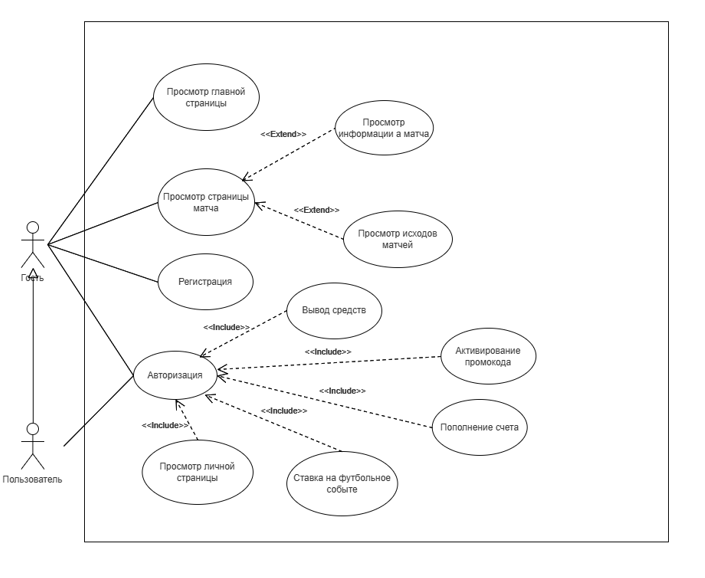 Просмотр главной
страницы
Просмотр
информации а матча
<<Extend>>
Просмотр страницы
матча
<<Extend>>
Просмотр исходов
матчей
Гость
Регистрация
Вывод средств
<<Include>>
<<Include>>
Активирование
промокода
Авторизация
<<Include>>
<<Include>>
Пополнение счета
<<Include>>
Просмотр личной
страницы
Ставка на футбольное
событе
Пользователь